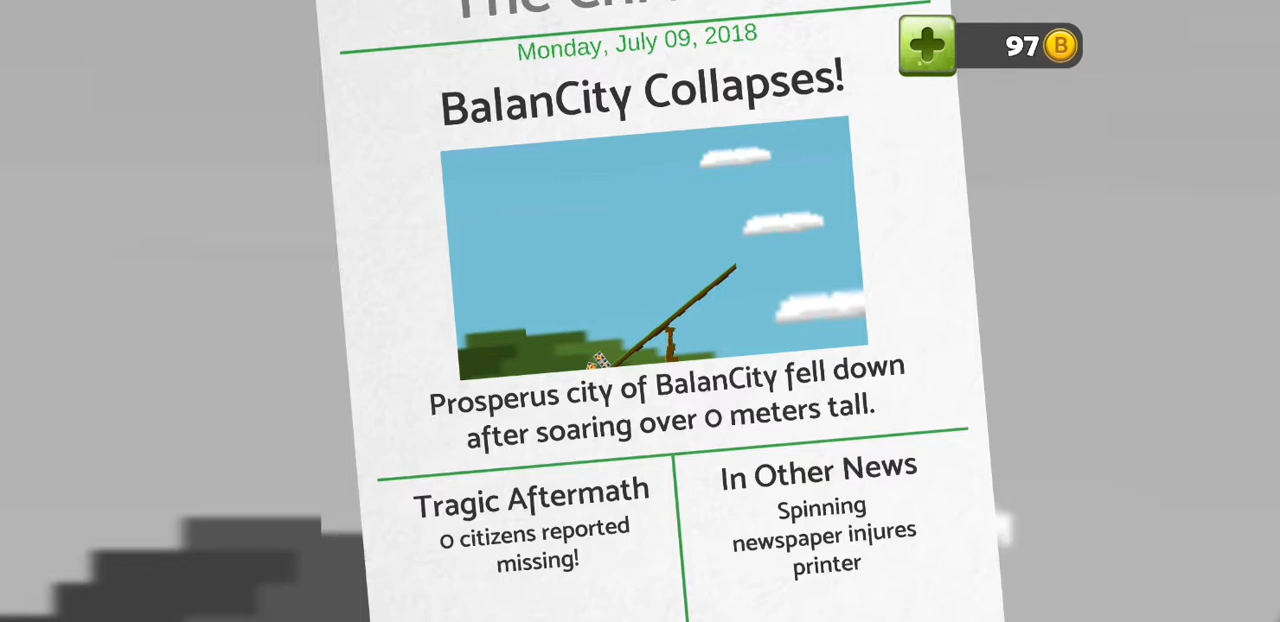 Monday, July 09, 2018
97
BalanCity Collapses!
Prosperus city of BalanCity fell down
after soaring over 0 meters tall.
Tragic Aftermath
0 citizens reported
missing!
In Other News
Spinning
newspaper injures
printer